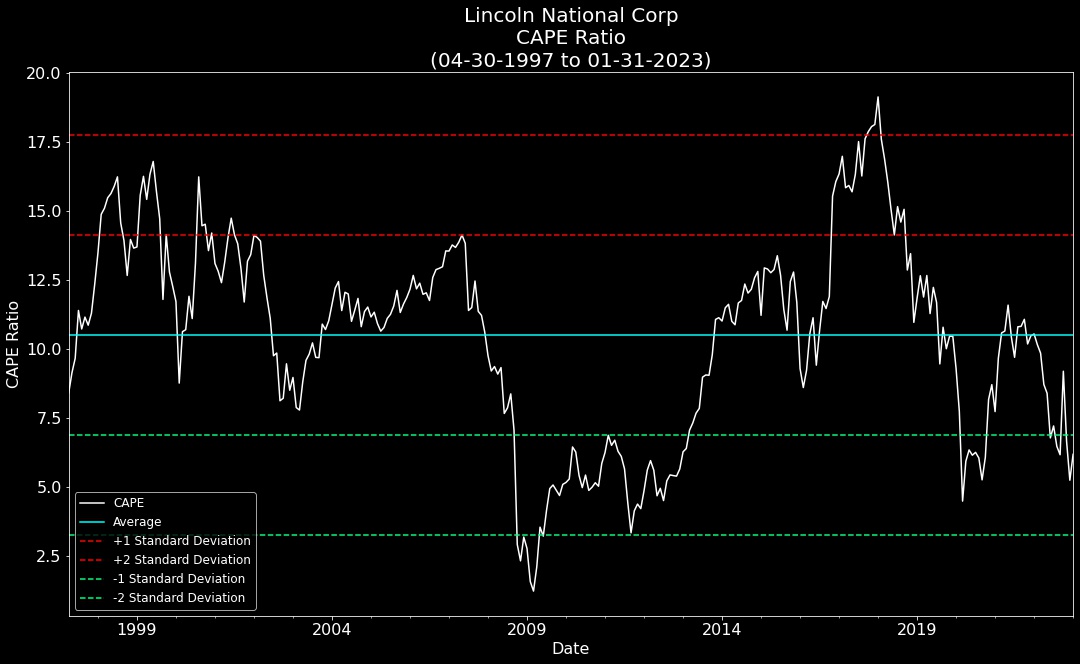 Lincoln National Corp
CAPE Ratio
(04-30-1997 to 01-31-2023)
20.0
17.5
15.0
12.5
10.0
7.5
5.0
2.5
CAPE Ratio
CAPE
Average
+1 Standard Deviation
+2 Standard Deviation
-1 Standard Deviation
-2 Standard Deviation
1999 2004 2009 2014 2019
Date